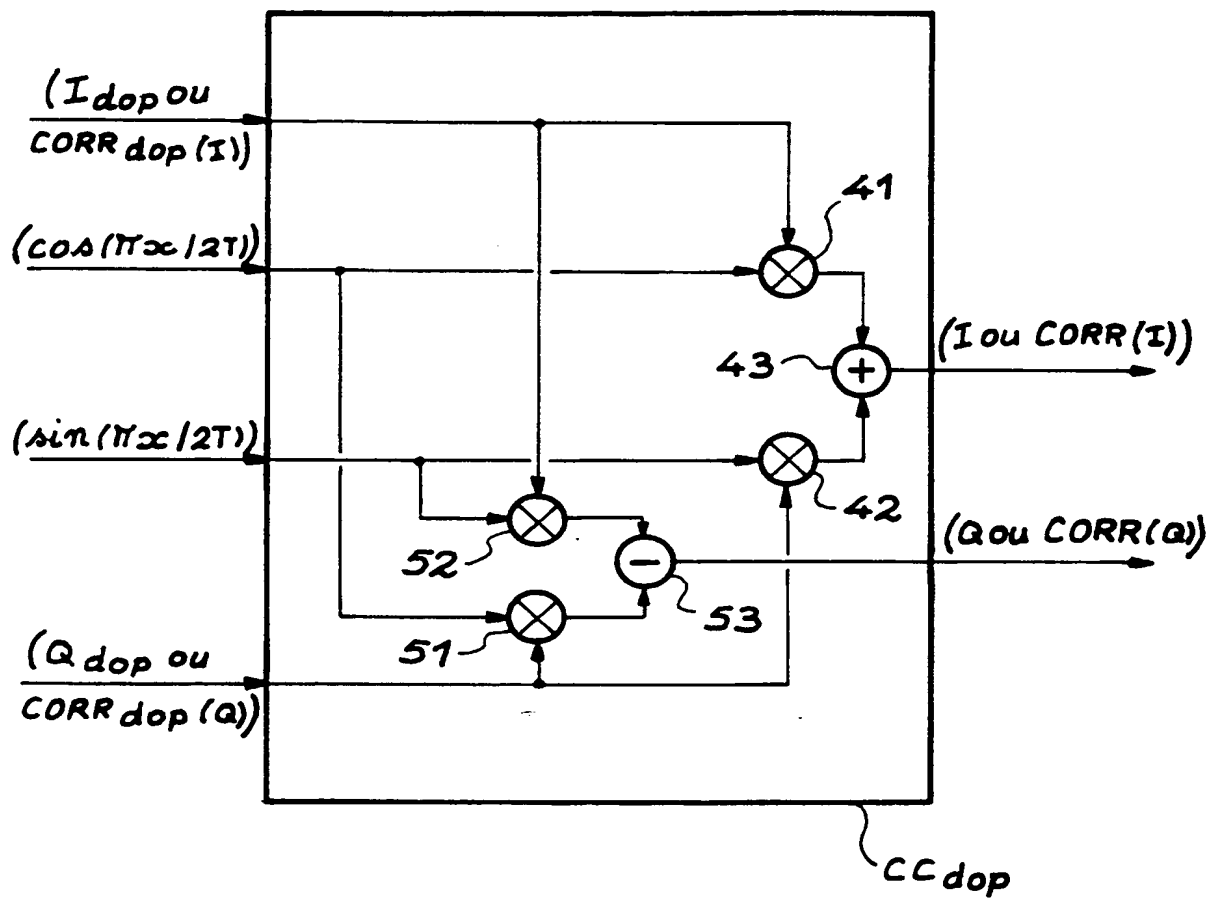 (I dop ou
CORR dop (I))
(cos(πx/2T))
(sin(πx/2T))
(Q dop ou
CORR dop (Q))
41
43
42
52
53
51
(I ou CORR(I))
(Q ou CORR(Q))
CC dop